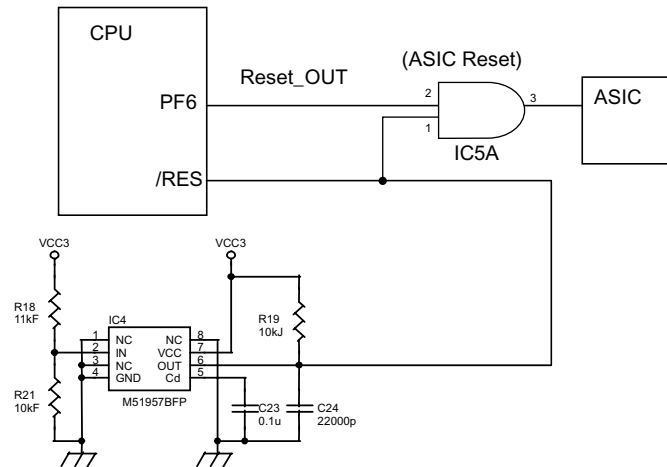 CPU
(ASIC Reset)
Reset_OUT
PF6
2
3
ASIC
1
IC5A
/RES
VCC3
VCC3
R18
11kF
IC4
R19
10kJ
1
NC
NC
8
2
IN
VCC
7
3
NC
OUT
6
4
GND
Cd
5
R21
10kF
M51957BFP
C23
0.1u
C24
22000p